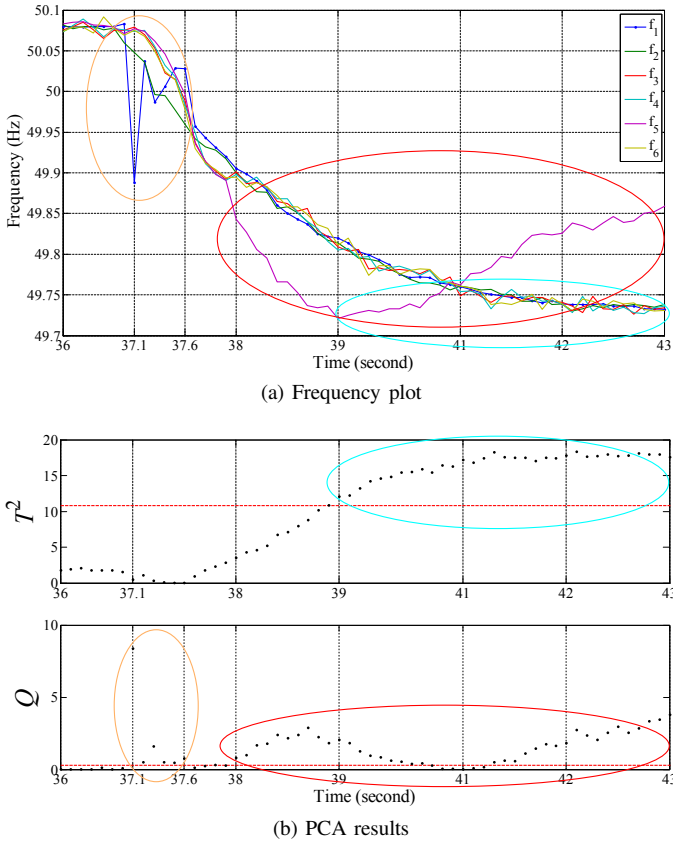 50.1
50.05
50
49.95
49.9
49.85
49.8
49.75
49.7
Frequency (Hz)
f1
f2
f3
f4
f5
f6
36 37.1 37.6 38 39 41 42 43
Time (second)
(a) Frequency plot
20
15
10
5
0
T²
36 37.1 38 39 41 42 43
10
5
0
Q
36 37.1 37.6 38 39 41 42 43
Time (second)
(b) PCA results